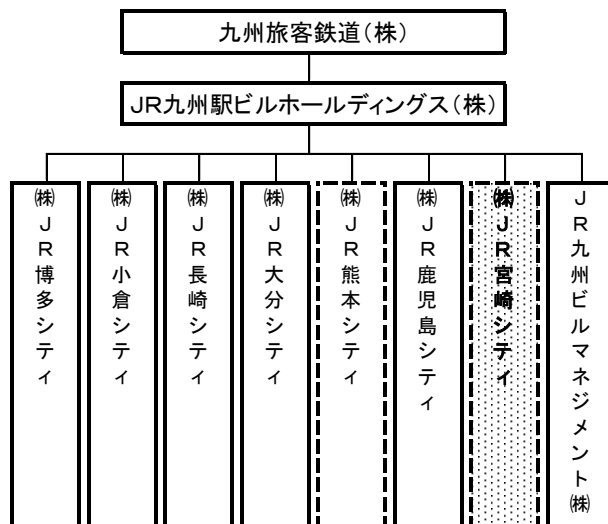 九州旅客鉄道（株）
ＪＲ九州駅ビルホールディングス（株）
㈱ＪＲ博多シティ
㈱ＪＲ小倉シティ
㈱ＪＲ長崎シティ
㈱ＪＲ大分シティ
㈱ＪＲ熊本シティ
㈱ＪＲ鹿児島シティ
㈱ＪＲ宮崎シティ
ＪＲ九州ビルマネジメント㈱